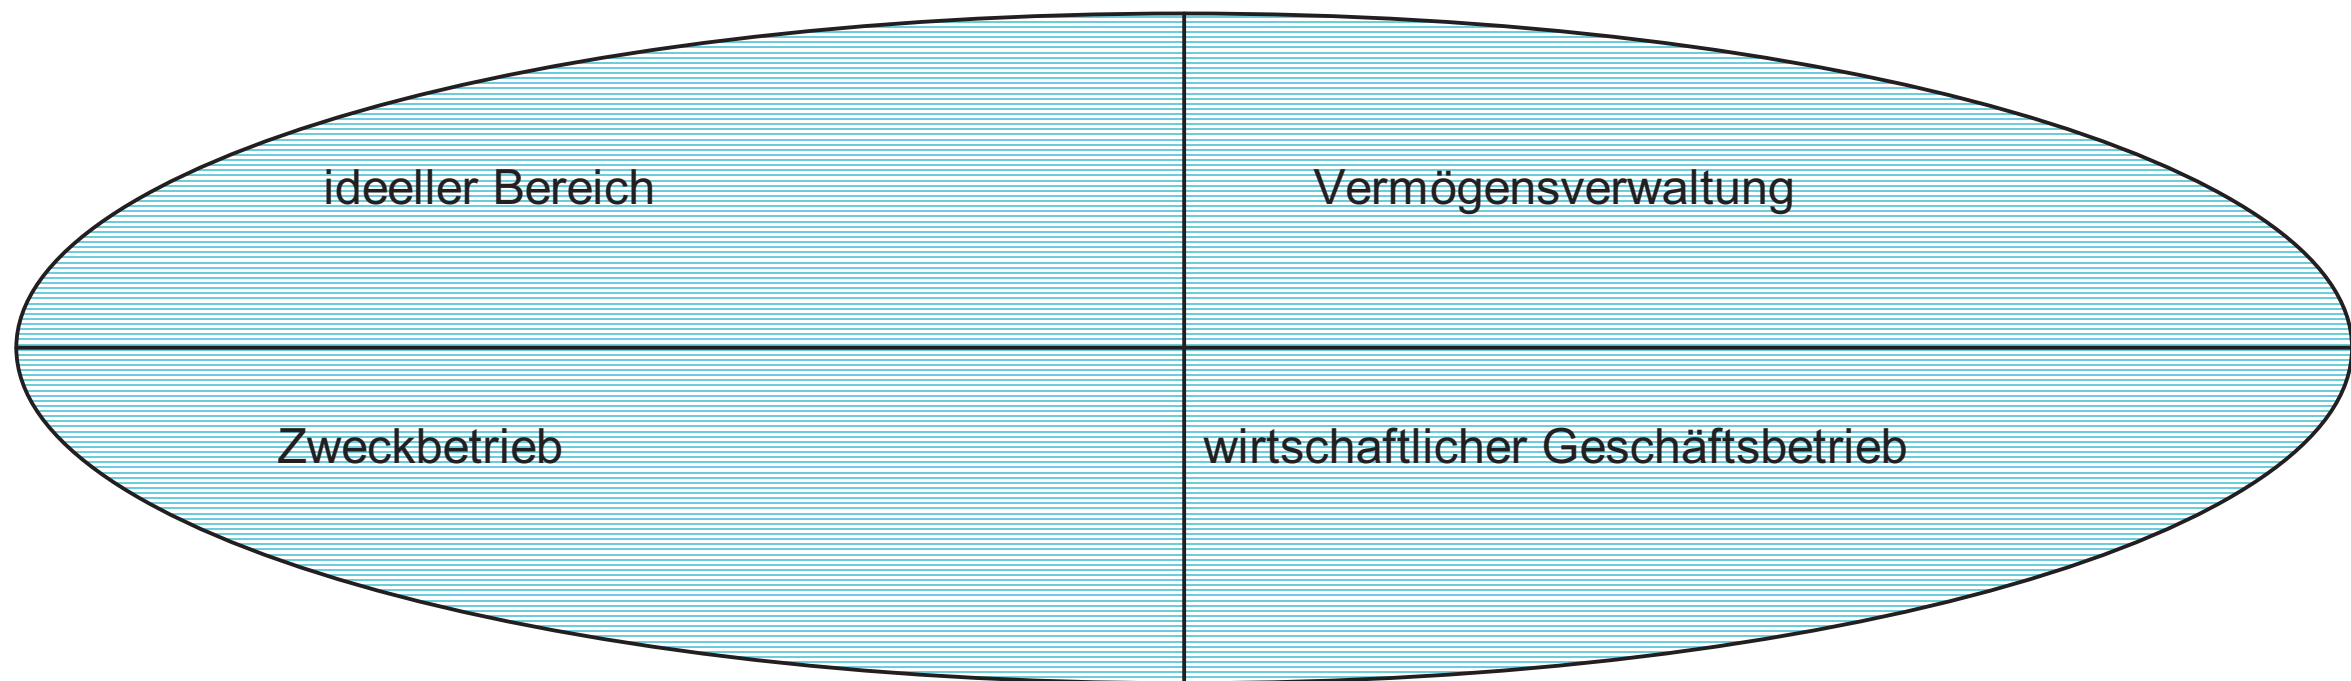 ideeller Bereich
Vermögensverwaltung
Zweckbetrieb
wirtschaftlicher Geschäftsbetrieb